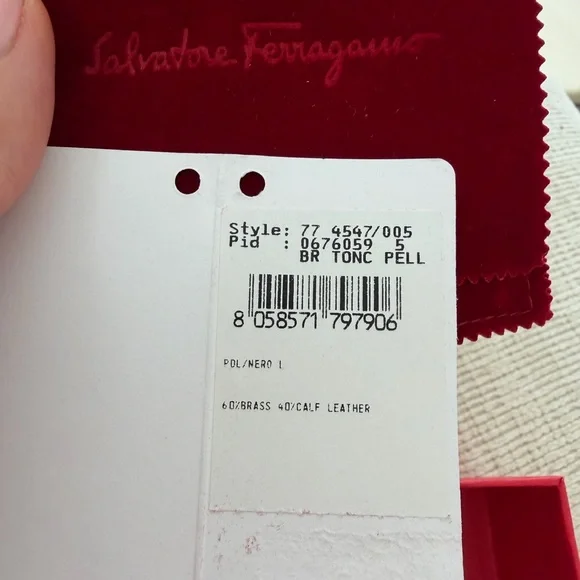 Salvatore Ferragamo
Style: 77 4547/005
Pid : 0676059 5
BR TONC PELL
8 058571 797906
POL/NERO L
60%BRASS 40%CALF LEATHER